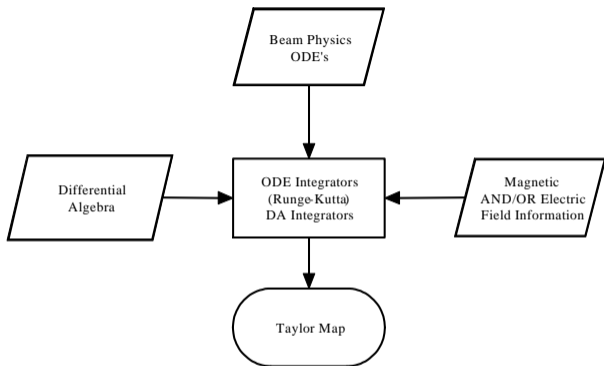 Beam Physics
ODE's
Differential
Algebra
ODE Integrators
(Runge-Kutta)
DA Integrators
Magnetic
AND/OR Electric
Field Information
Taylor Map